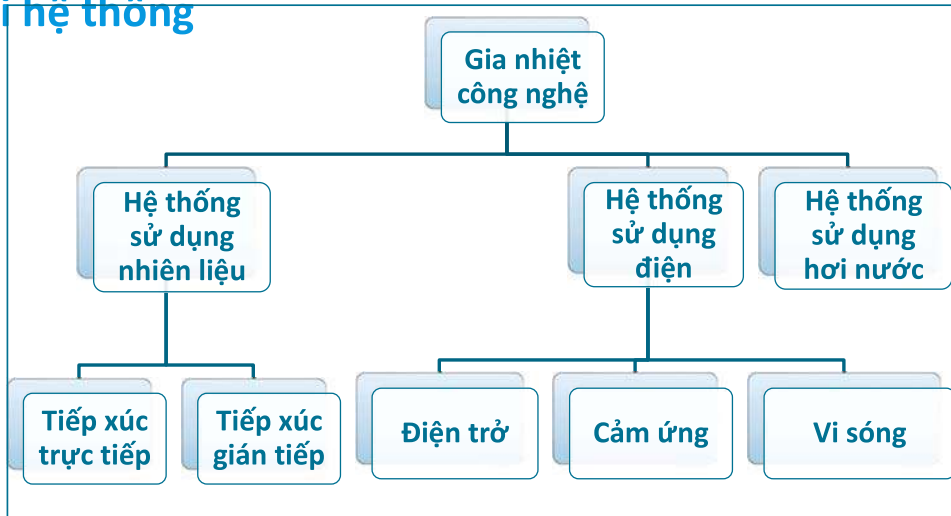 i hệ thống
Gia nhiệt
công nghệ
Hệ thống
sử dụng
nhiên liệu
Hệ thống
sử dụng
điện
Hệ thống
sử dụng
hơi nước
Tiếp xúc
trực tiếp
Tiếp xúc
gián tiếp
Điện trở
Cảm ứng
Vi sóng